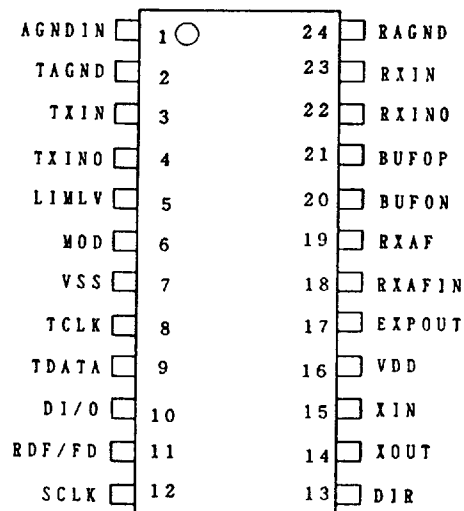 AGNDIN 1 24 RAGND
TAGND 2 23 RXIN
TXIN 3 22 RXINO
TXINO 4 21 BUFOP
LIMLV 5 20 BUFON
MOD 6 19 RXAF
VSS 7 18 RXAFIN
TCLK 8 17 EXPOUT
TDATA 9 16 VDD
DI/O 10 15 XIN
RDF/FD 11 14 XOUT
SCLK 12 13 DIR